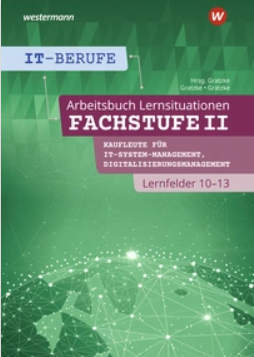 westermann
W
IT-BERUFE
Hrsg. Gratzke
Gratzke • Gratzke
Arbeitsbuch Lernsituationen
FACHSTUFE II
KAUFLEUTE FÜR
IT-SYSTEM-MANAGEMENT,
DIGITALISIERUNGSMANAGEMENT
Lernfelder 10–13